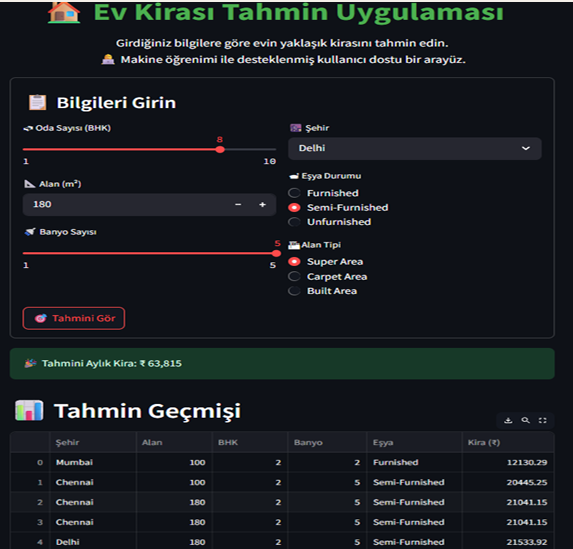 Ev Kirası Tahmin Uygulaması
Girdiğiniz bilgilere göre evin yaklaşık kirasını tahmin edin.
Makine öğrenimi ile desteklenmiş kullanıcı dostu bir arayüz.
Bilgileri Girin
Oda Sayısı (BHK)
8
1 10
Alan (m²)
180 − +
Banyo Sayısı
5
1 5
Tahmini Gör
Şehir
Delhi
Eşya Durumu
Furnished
Semi-Furnished
Unfurnished
Alan Tipi
Super Area
Carpet Area
Built Area
Tahmini Aylık Kira: ₹ 63,815
Tahmin Geçmişi
Şehir Alan BHK Banyo Eşya Kira (₹)
0 Mumbai 100 2 2 Furnished 12130.29
1 Chennai 100 2 5 Semi-Furnished 20445.25
2 Chennai 180 2 5 Semi-Furnished 21041.15
3 Chennai 180 2 5 Semi-Furnished 21041.15
4 Delhi 180 2 5 Semi-Furnished 21533.92